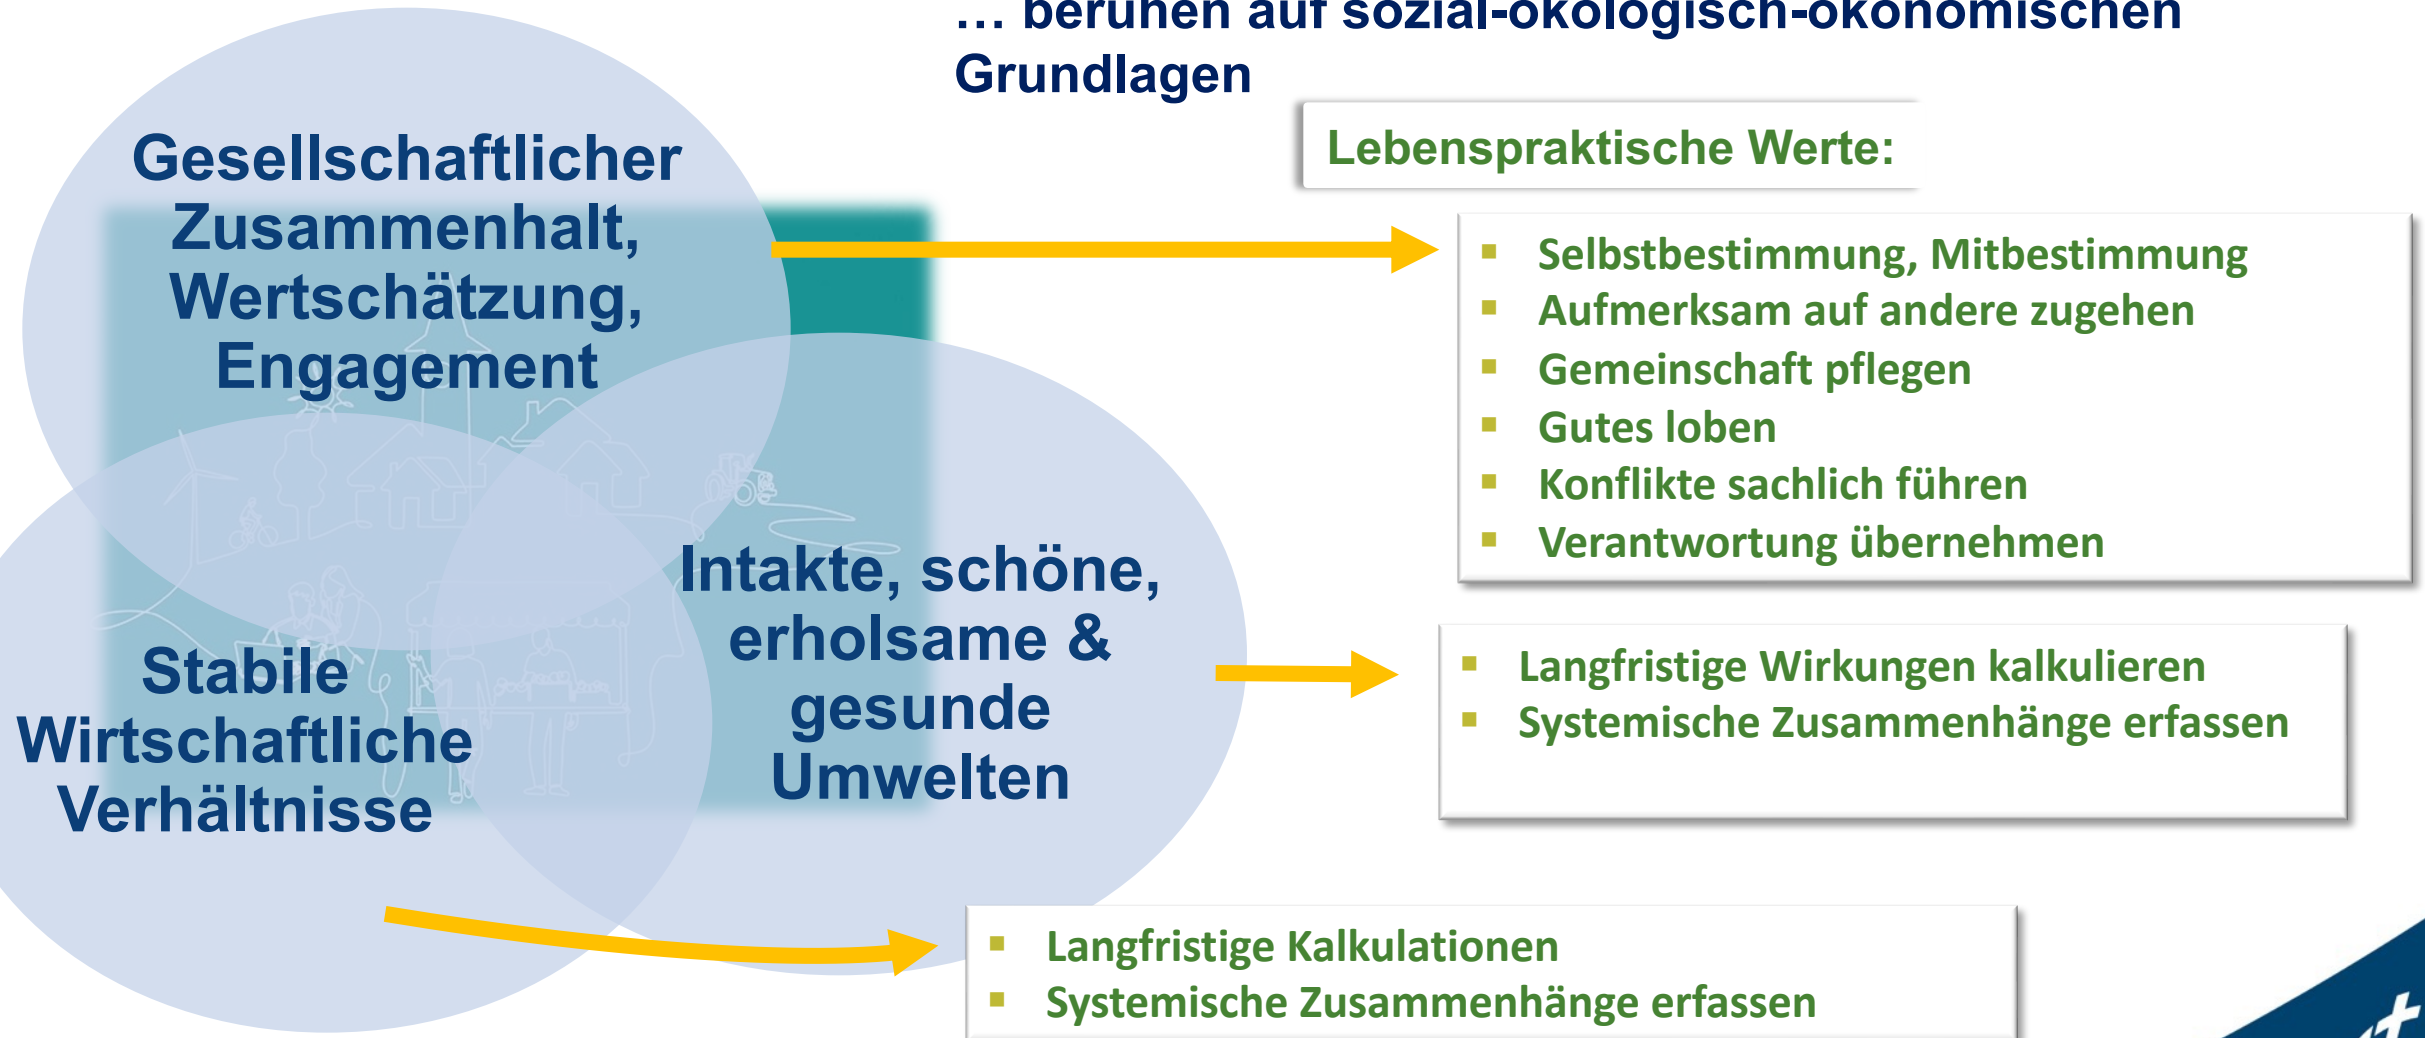 … beruhen auf sozial-ökologisch-ökonomischen
Grundlagen
Gesellschaftlicher
Zusammenhalt,
Wertschätzung,
Engagement
Intakte, schöne,
erholsame &
gesunde
Umwelten
Stabile
Wirtschaftliche
Verhältnisse
Lebenspraktische Werte:
▪ Selbstbestimmung, Mitbestimmung
▪ Aufmerksam auf andere zugehen
▪ Gemeinschaft pflegen
▪ Gutes loben
▪ Konflikte sachlich führen
▪ Verantwortung übernehmen
▪ Langfristige Wirkungen kalkulieren
▪ Systemische Zusammenhänge erfassen
▪ Langfristige Kalkulationen
▪ Systemische Zusammenhänge erfassen